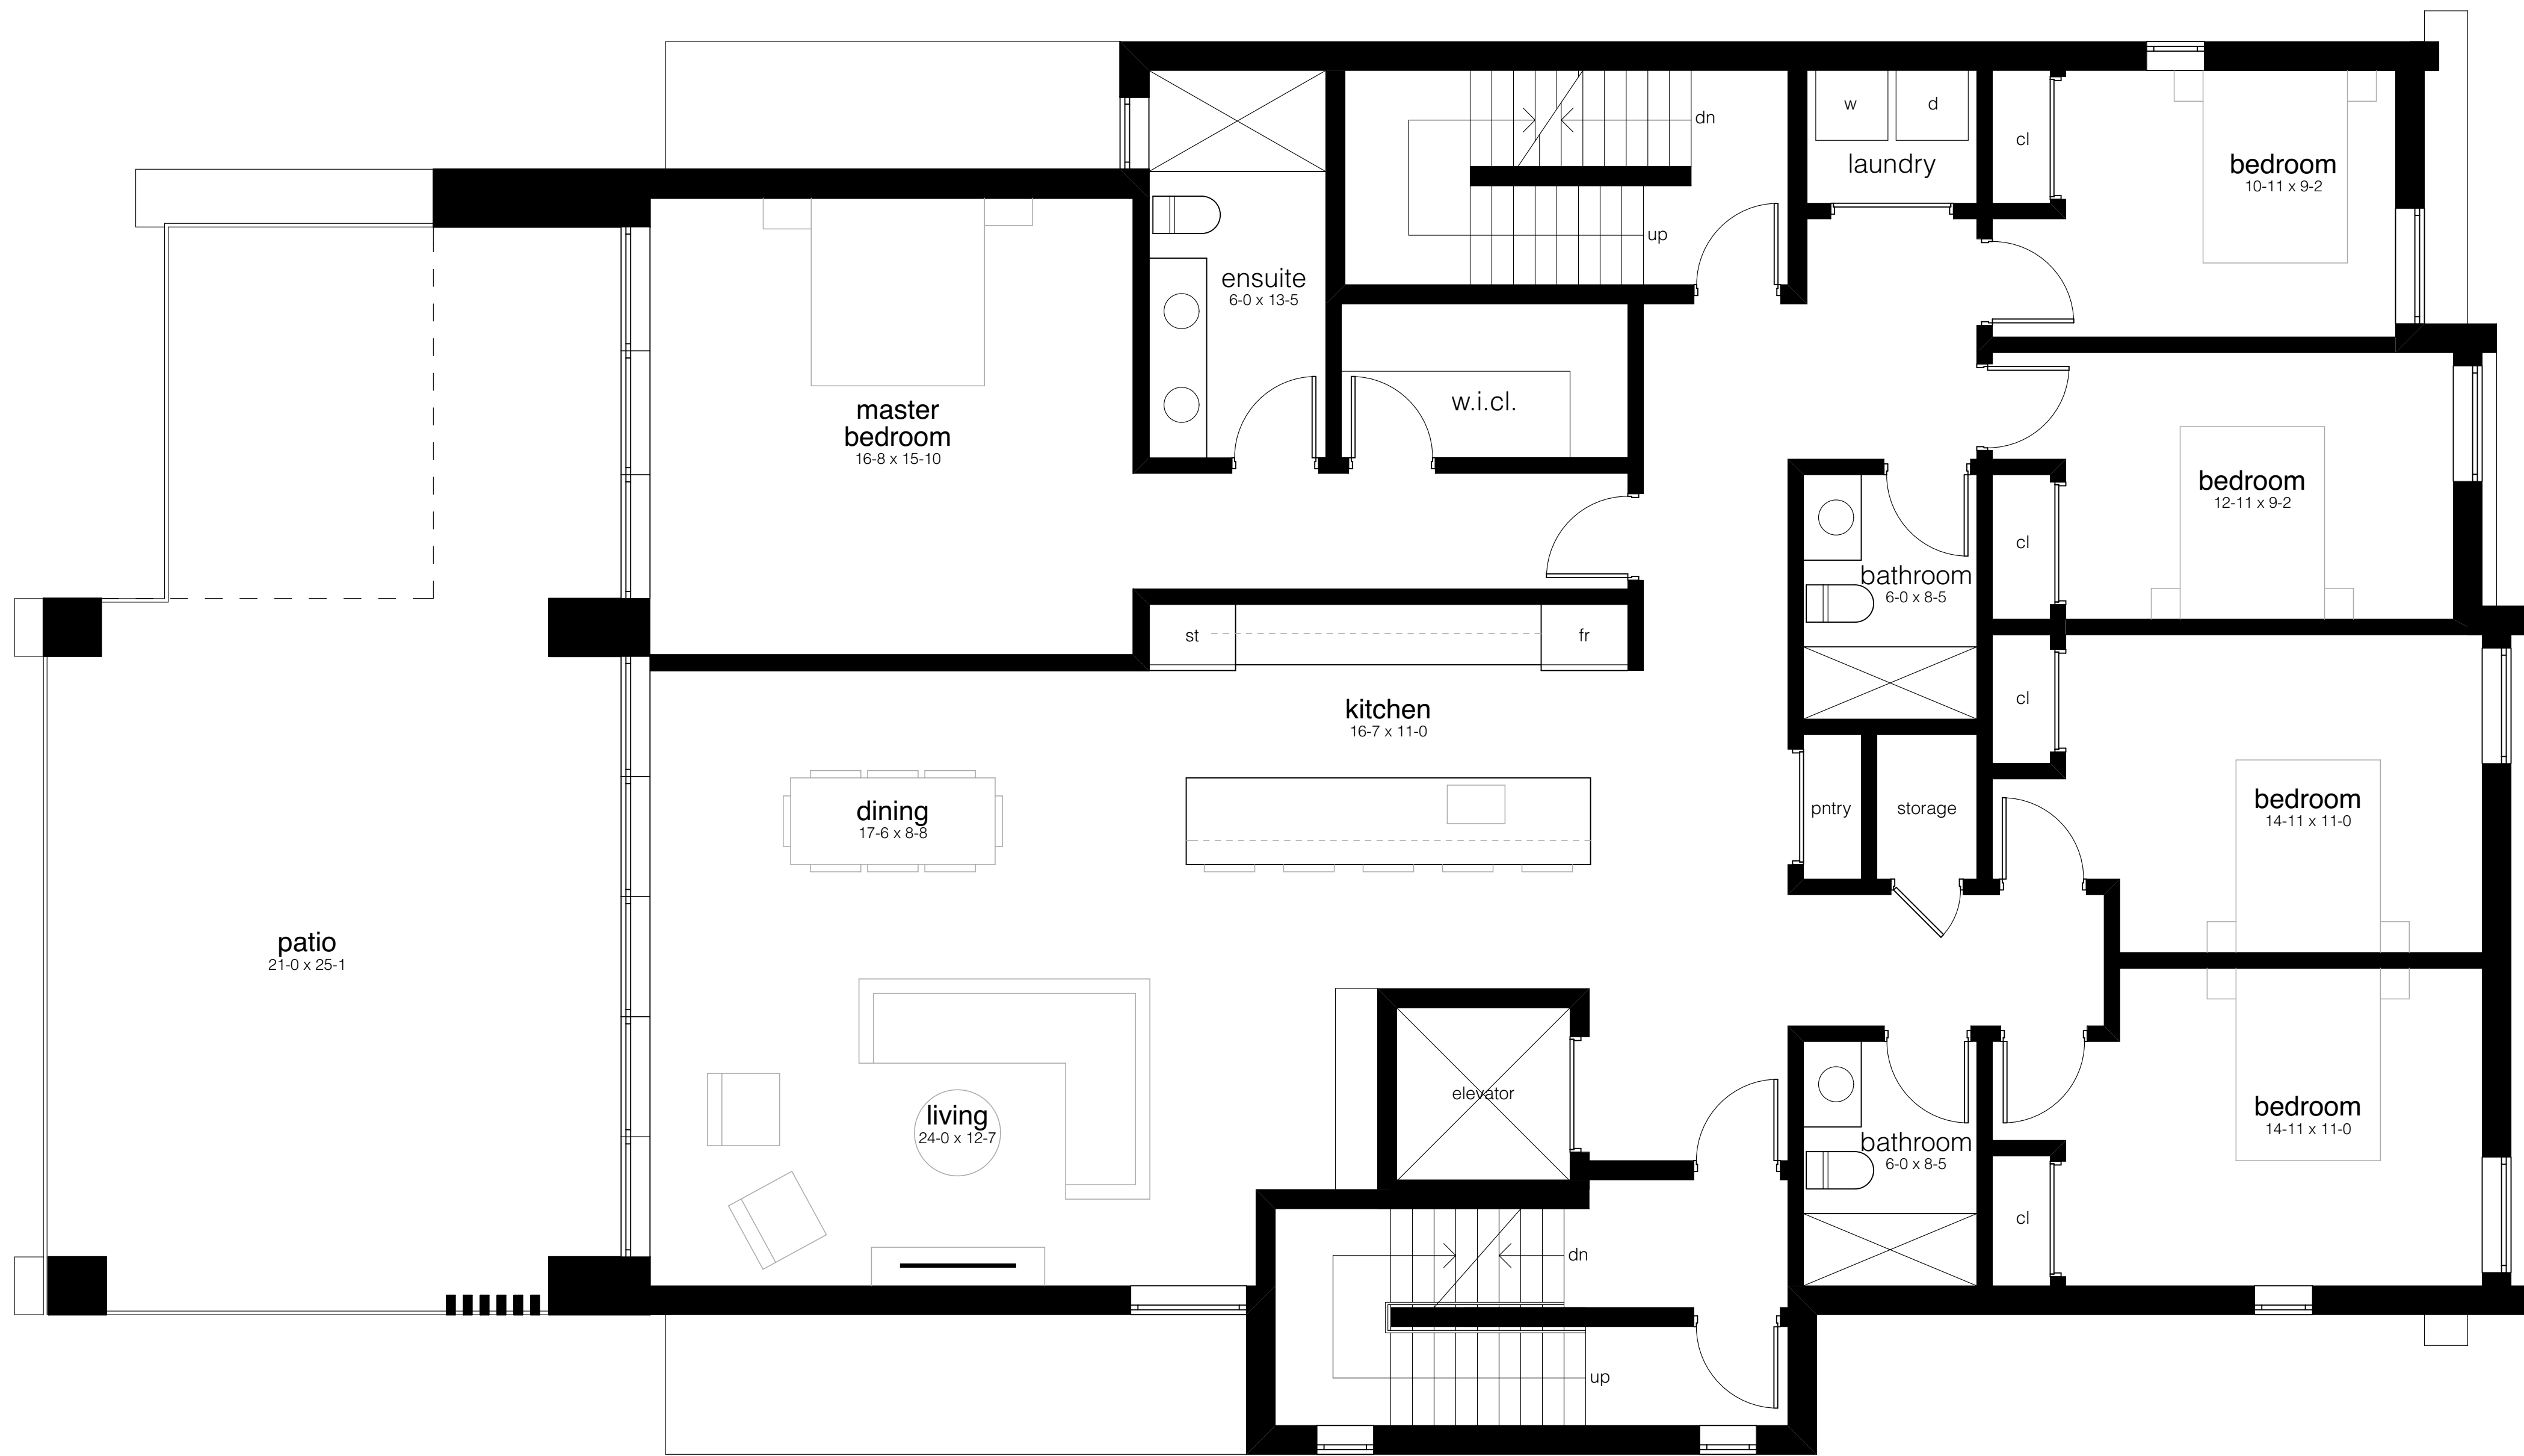 w
d
dn
cl
laundry
bedroom
10-11 x 9-2
up
ensuite
6-0 x 13-5
w.i.cl.
master
bedroom
16-8 x 15-10
bedroom
12-11 x 9-2
cl
bathroom
6-0 x 8-5
st
fr
cl
kitchen
16-7 x 11-0
dining
17-6 x 8-8
pntry
storage
bedroom
14-11 x 11-0
patio
21-0 x 25-1
elevator
living
24-0 x 12-7
bedroom
14-11 x 11-0
bathroom
6-0 x 8-5
cl
dn
up